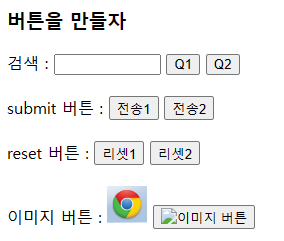 버튼을 만들자
검색 : Q1 Q2
submit 버튼 : 전송1 전송2
reset 버튼 : 리셋1 리셋2
이미지 버튼 : 이미지 버튼